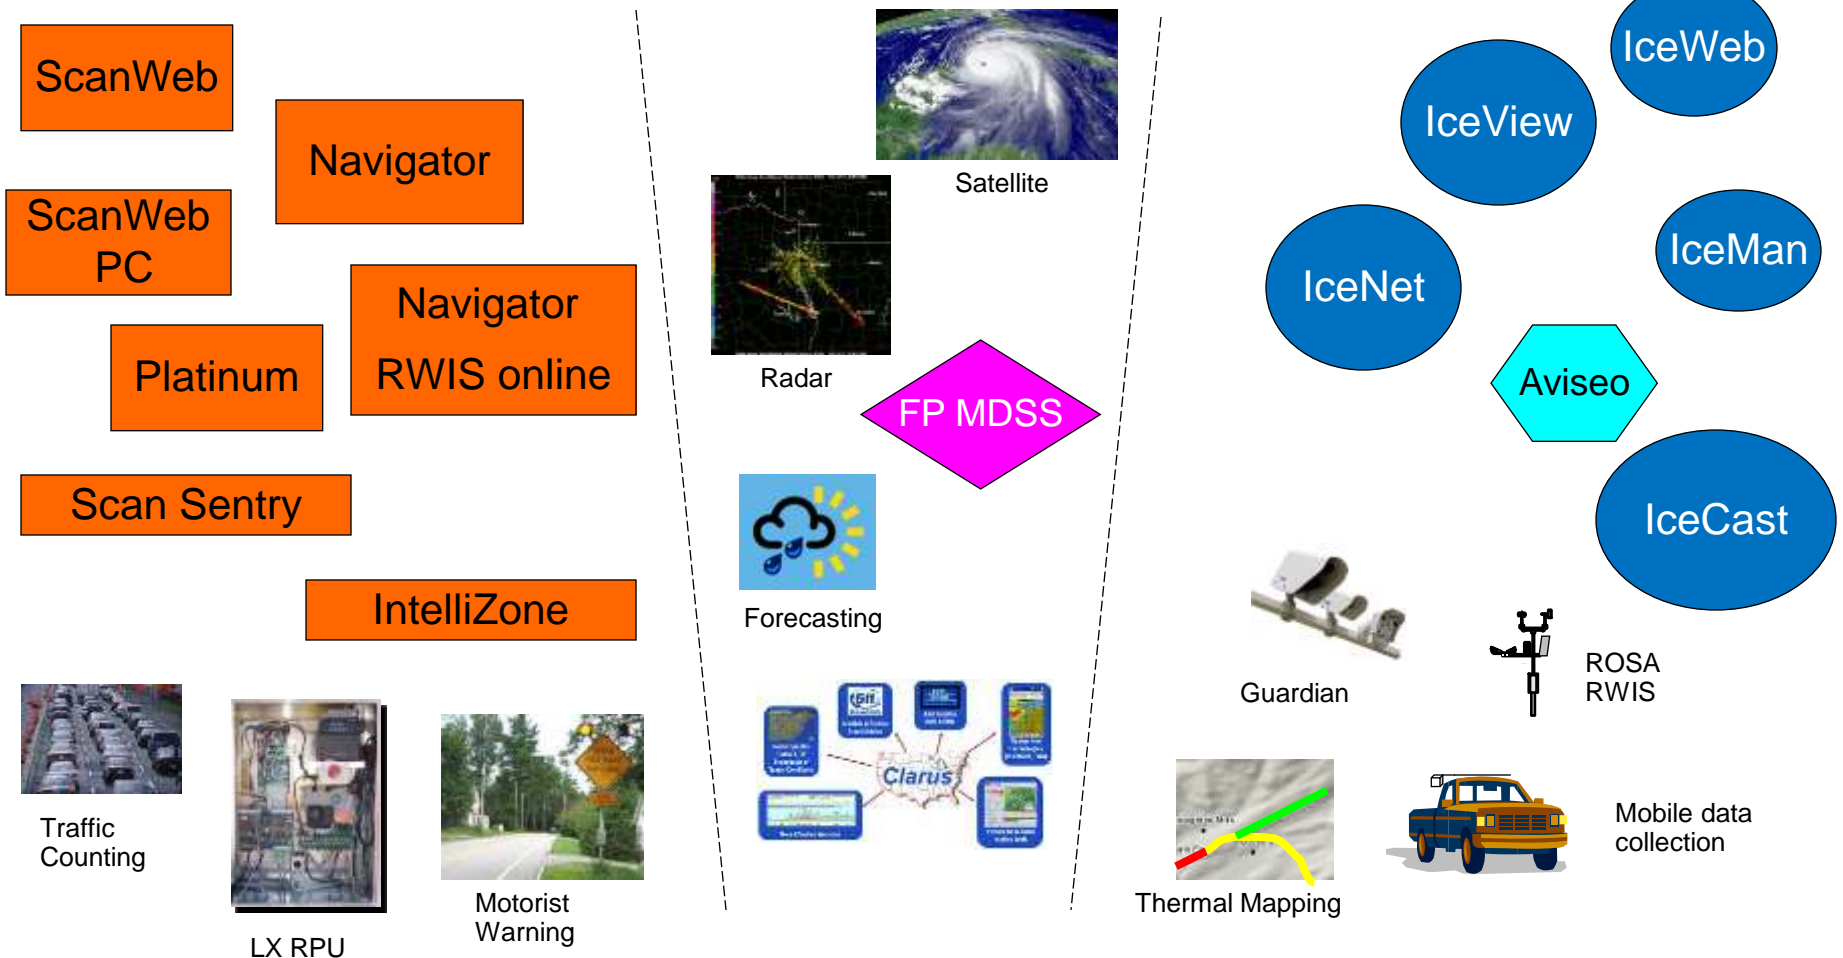 ScanWeb
Navigator
ScanWeb
PC
Navigator
RWIS online
Platinum
Scan Sentry
IntelliZone
Traffic
Counting
LX RPU
Motorist
Warning
Satellite
Radar
FP MDSS
Forecasting
Clarus
IceWeb
IceView
IceMan
IceNet
Aviseo
IceCast
Guardian
ROSA
RWIS
Thermal Mapping
Mobile data
collection